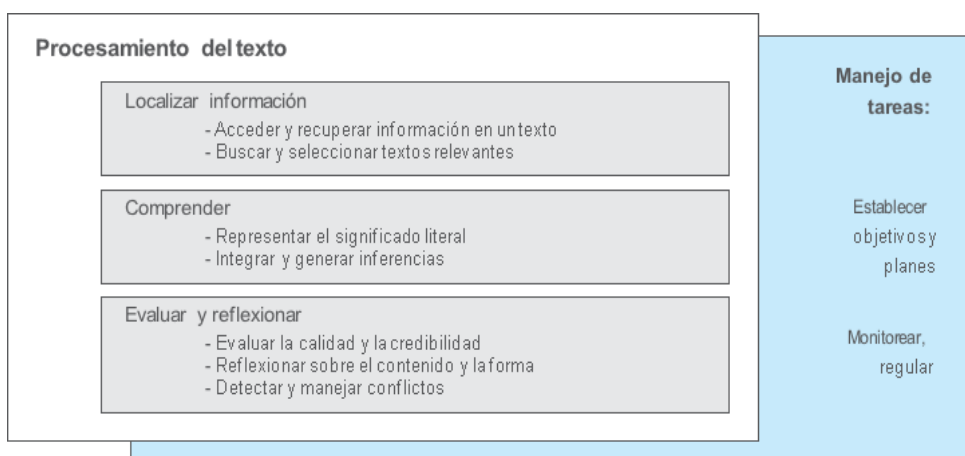 Procesamiento del texto
Localizar información
- Acceder y recuperar información en un texto
- Buscar y seleccionar textos relevantes
Comprender
- Representar el significado literal
- Integrar y generar inferencias
Evaluar y reflexionar
- Evaluar la calidad y la credibilidad
- Reflexionar sobre el contenido y la forma
- Detectar y manejar conflictos
Manejo de
tareas:
Establecer
objetivos y
planes
Monitorear,
regular